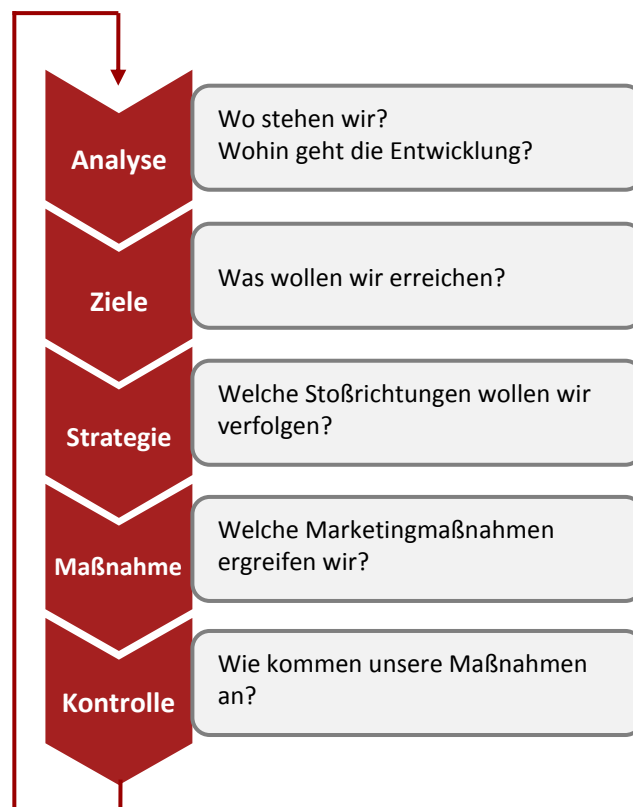 Analyse
Wo stehen wir?
Wohin geht die Entwicklung?
Ziele
Was wollen wir erreichen?
Strategie
Welche Stoßrichtungen wollen wir
verfolgen?
Maßnahme
Welche Marketingmaßnahmen
ergreifen wir?
Kontrolle
Wie kommen unsere Maßnahmen
an?